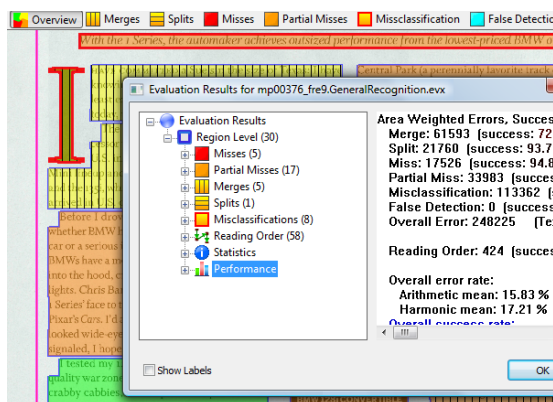 Overview Merges Splits Misses Partial Misses Missclassification False Detectio
With the 1 Series, the automaker achieves outsized performance from the lowest-priced BMW
Central Park (a perennially favorite track
Evaluation Results for mp00376_fre9.GeneralRecognition.evx
Evaluation Results
Region Level (30)
Misses (5)
Partial Misses (17)
Merges (5)
Splits (1)
Misclassifications (8)
Reading Order (58)
Statistics
Performance
Area Weighted Errors, Succes
Merge: 61593 (success: 72
Split: 21760 (success: 93.7
Miss: 17526 (success: 94.8
Partial Miss: 33983 (success
Misclassification: 113362 (s
False Detection: 0 (success
Overall Error: 248225 (Te
Reading Order: 424 (succes
Overall error rate:
Arithmetic mean: 15.83 %
Harmonic mean: 17.21 %
Overall success rate:
Show Labels
OK
Before I drov
whether BMW h
car or a serious
BMWs have a m
into the hood, c
lights. Chris Ba
1 Series' face to t
Pixar's Cars. I'd
looked wide-eye
signaled, I hope
I tested my 1
quality war zone
crabby cabbies